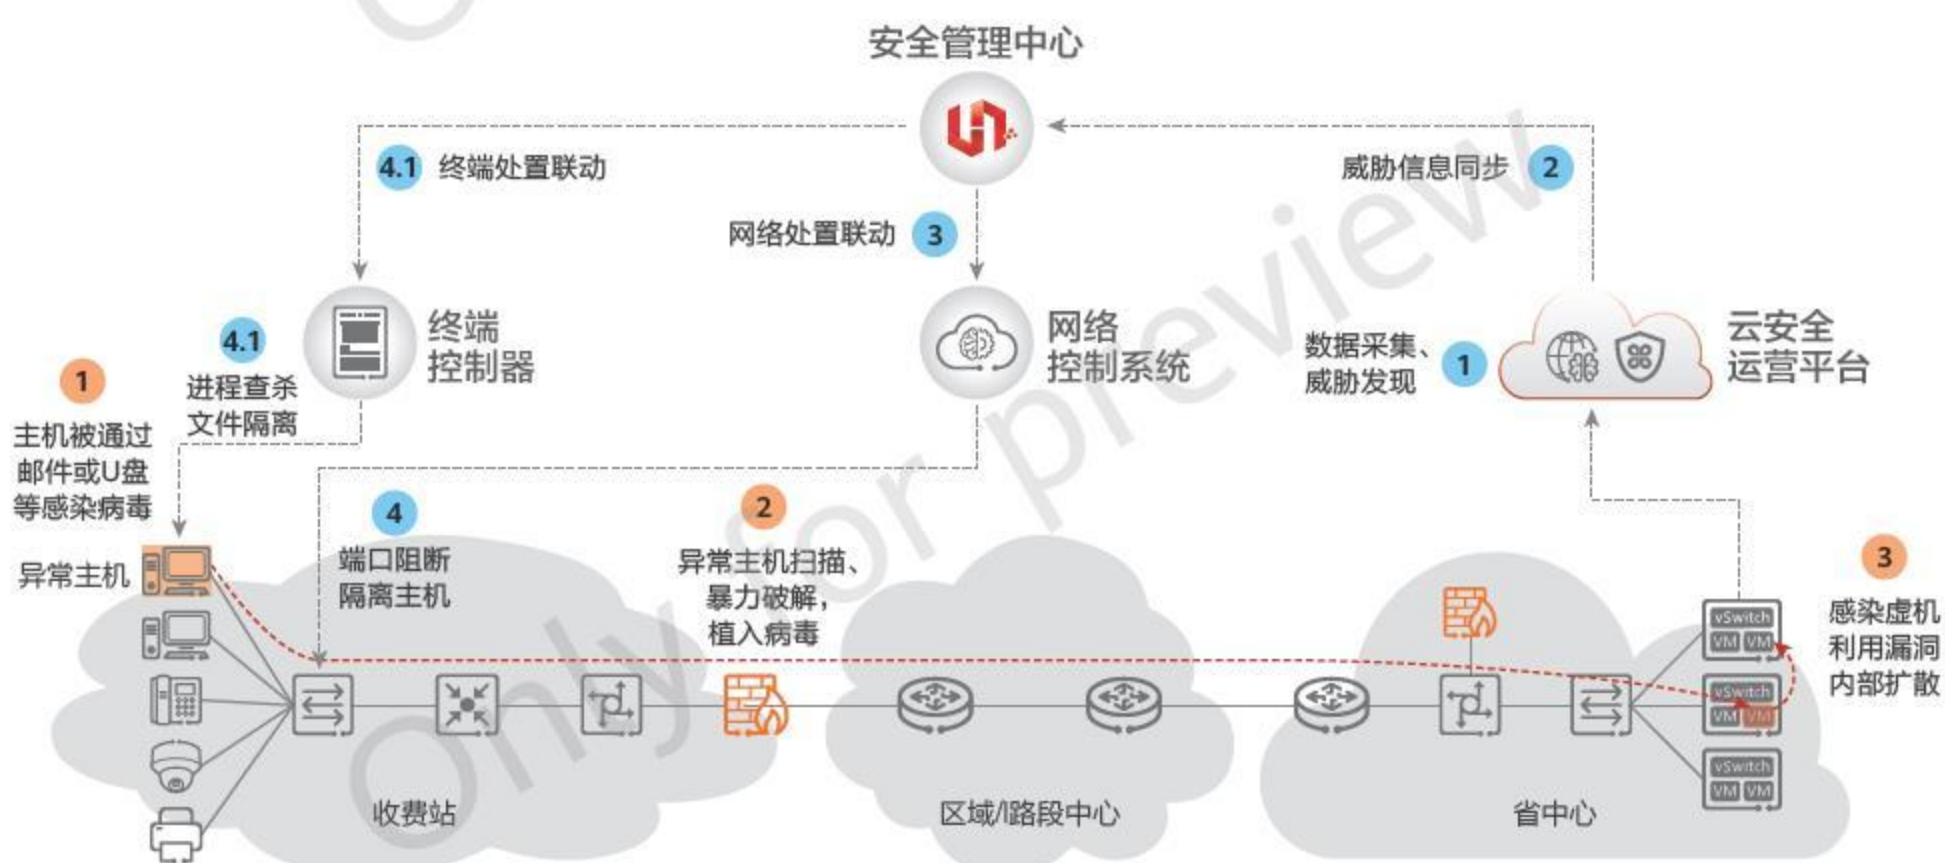 安全管理中心
4.1 终端处置联动
威胁信息同步 2
网络处置联动 3
终端
控制器
网络
控制系统
云安全
运营平台
数据采集、
威胁发现
1
4.1
进程查杀
文件隔离
1
主机被通过
邮件或U盘
等感染病毒
异常主机
4
端口阻断
隔离主机
2
异常主机扫描、
暴力破解，
植入病毒
3
感染虚机
利用漏洞
内部扩散
vSwitch
VM VM
vSwitch
VM VM
vSwitch
VM VM
收费站
区域/路段中心
省中心
Only for preview